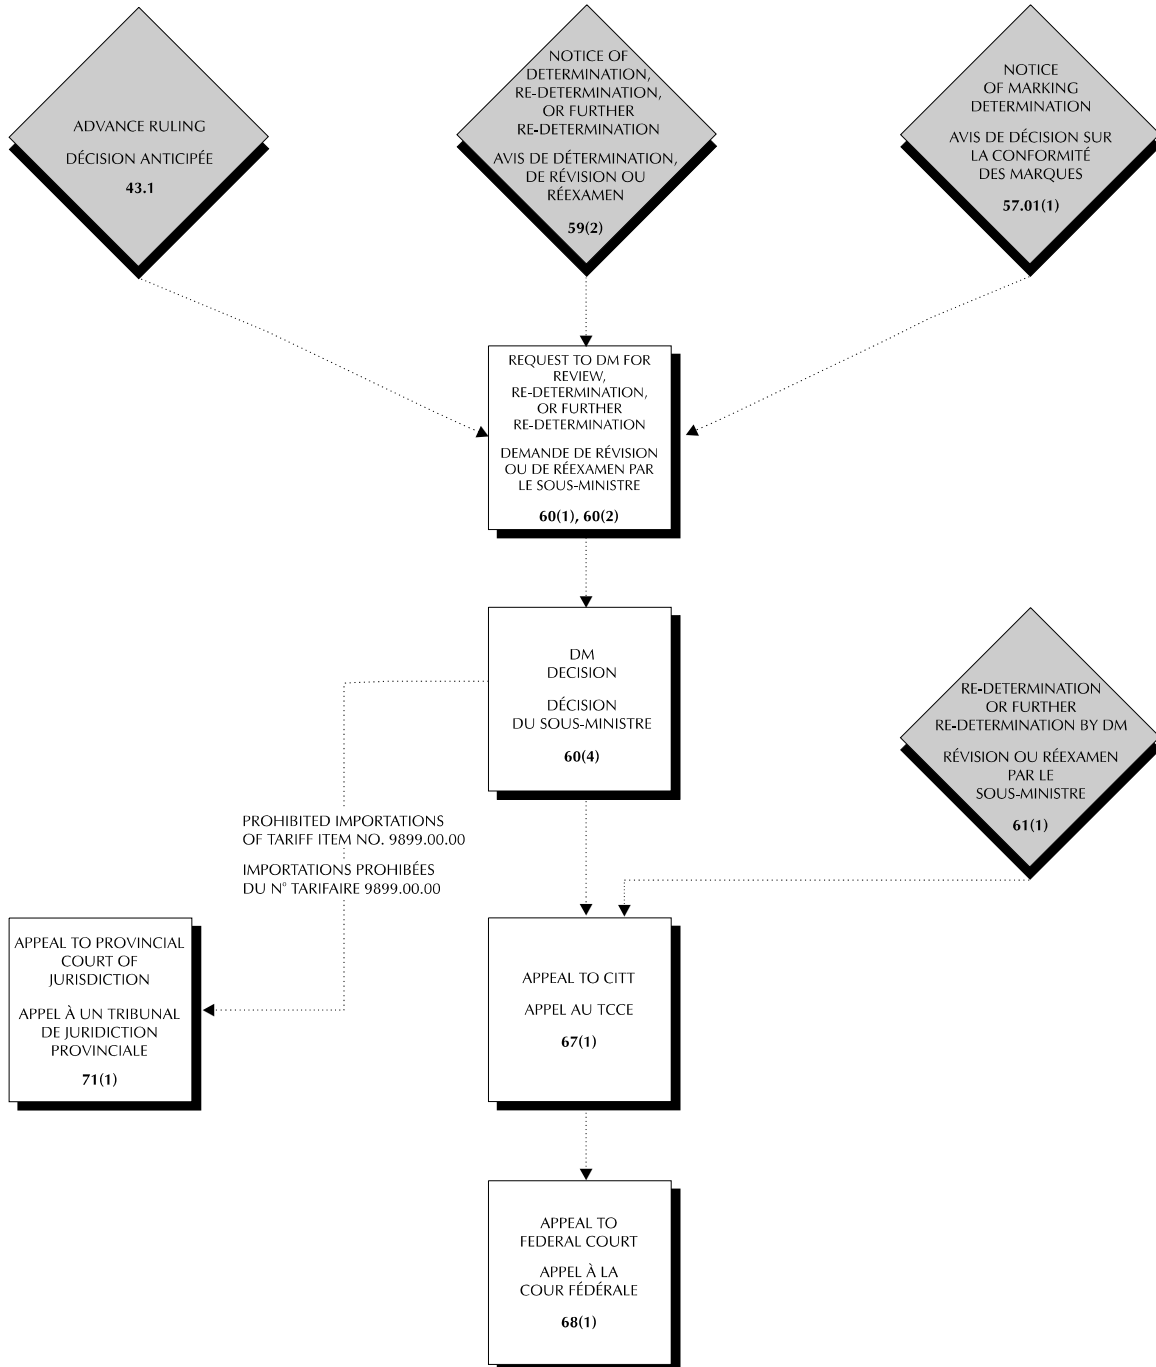 ADVANCE RULING
DÉCISION ANTICIPÉE
43.1
NOTICE OF
DETERMINATION,
RE-DETERMINATION,
OR FURTHER
RE-DETERMINATION
AVIS DE DÉTERMINATION,
DE RÉVISION OU
RÉEXAMEN
59(2)
NOTICE
OF MARKING
DETERMINATION
AVIS DE DÉCISION SUR
LA CONFORMITÉ
DES MARQUES
57.01(1)
REQUEST TO DM FOR
REVIEW,
RE-DETERMINATION,
OR FURTHER
RE-DETERMINATION
DEMANDE DE RÉVISION
OU DE RÉEXAMEN PAR
LE SOUS-MINISTRE
60(1), 60(2)
DM
DECISION
DÉCISION
DU SOUS-MINISTRE
60(4)
RE-DETERMINATION
OR FURTHER
RE-DETERMINATION BY DM
RÉVISION OU RÉEXAMEN
PAR LE
SOUS-MINISTRE
61(1)
PROHIBITED IMPORTATIONS
OF TARIFF ITEM NO. 9899.00.00
IMPORTATIONS PROHIBÉES
DU N° TARIFAIRE 9899.00.00
APPEAL TO PROVINCIAL
COURT OF
JURISDICTION
APPEL À UN TRIBUNAL
DE JURIDICTION
PROVINCIALE
71(1)
APPEAL TO CITT
APPEL AU TCCE
67(1)
APPEAL TO
FEDERAL COURT
APPEL À LA
COUR FÉDÉRALE
68(1)